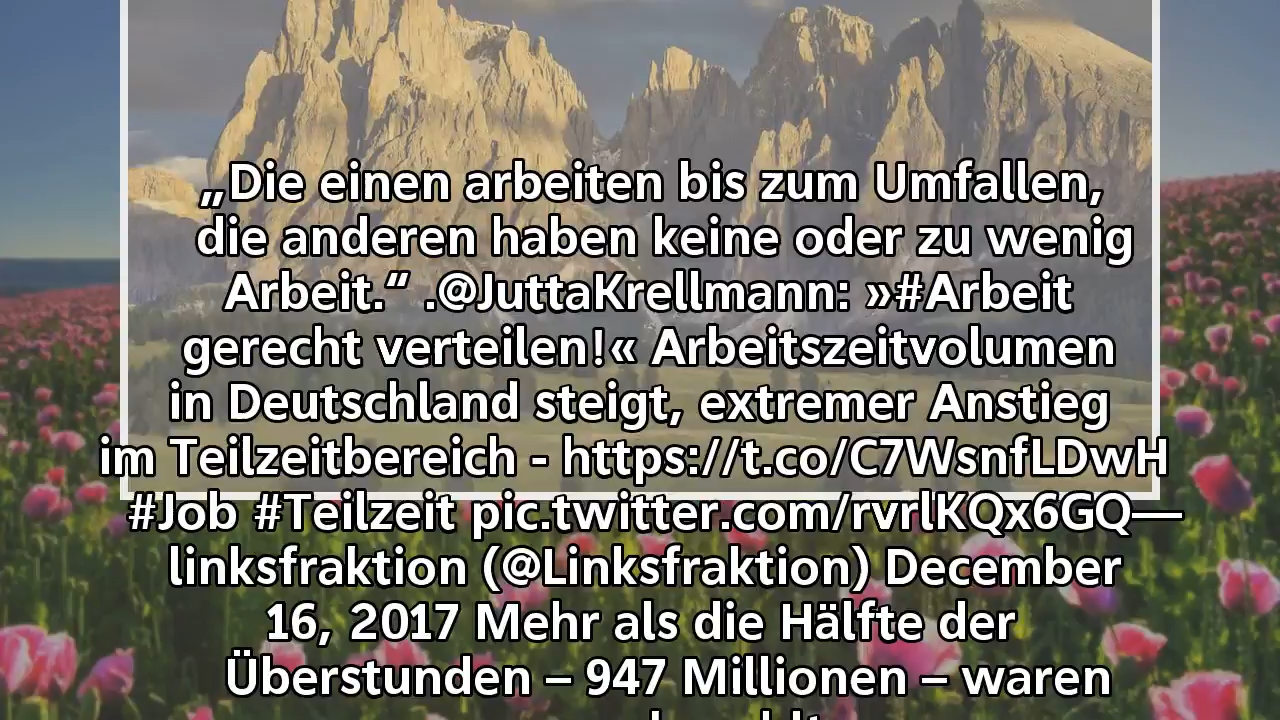 „Die einen arbeiten bis zum Umfallen,
die anderen haben keine oder zu wenig
Arbeit.“ .@JuttaKrellmann: »#Arbeit
gerecht verteilen!« Arbeitszeitvolumen
in Deutschland steigt, extremer Anstieg
im Teilzeitbereich - https://t.co/C7WsnfLDwH
#Job #Teilzeit pic.twitter.com/rvrlKQx6GQ—
linksfraktion (@Linksfraktion) December
16, 2017 Mehr als die Hälfte der
Überstunden – 947 Millionen – waren